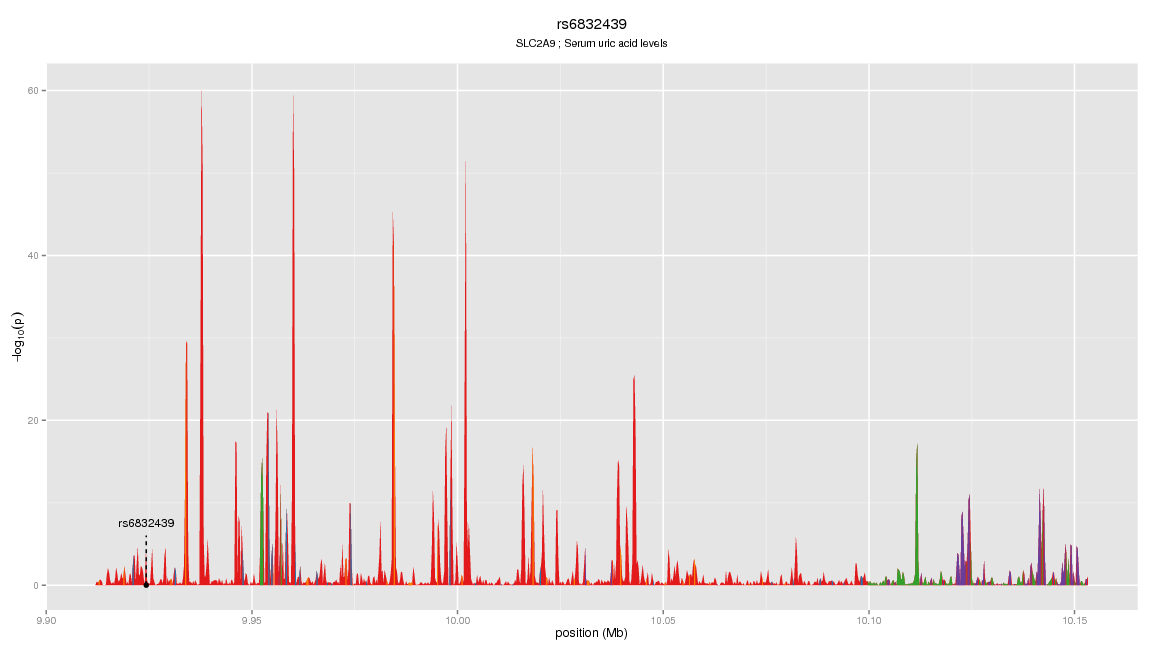 rs6832439
SLC2A9 ; Serum uric acid levels
60
40
20
0
−log10(p)
rs6832439
9.90
9.95
10.00
10.05
10.10
10.15
position (Mb)